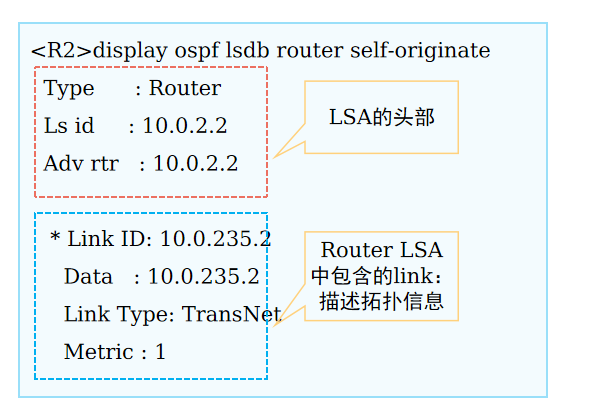 <R2>display ospf lsdb router self-originate
Type : Router
Ls id : 10.0.2.2
Adv rtr : 10.0.2.2
LSA的头部
* Link ID: 10.0.235.2
Data : 10.0.235.2
Link Type: TransNet
Metric : 1
Router LSA
中包含的link：
描述拓扑信息